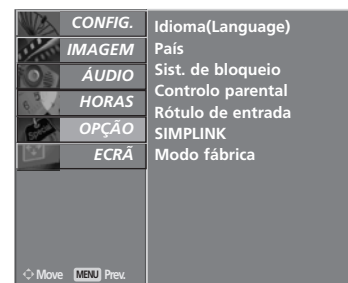 CONFIG.
IMAGEM
ÁUDIO
HORAS
OPÇÃO
ECRÃ
Idioma(Language)
País
Sist. de bloqueio
Controlo parental
Rótulo de entrada
SIMPLINK
Modo fábrica
Move MENU Prev.